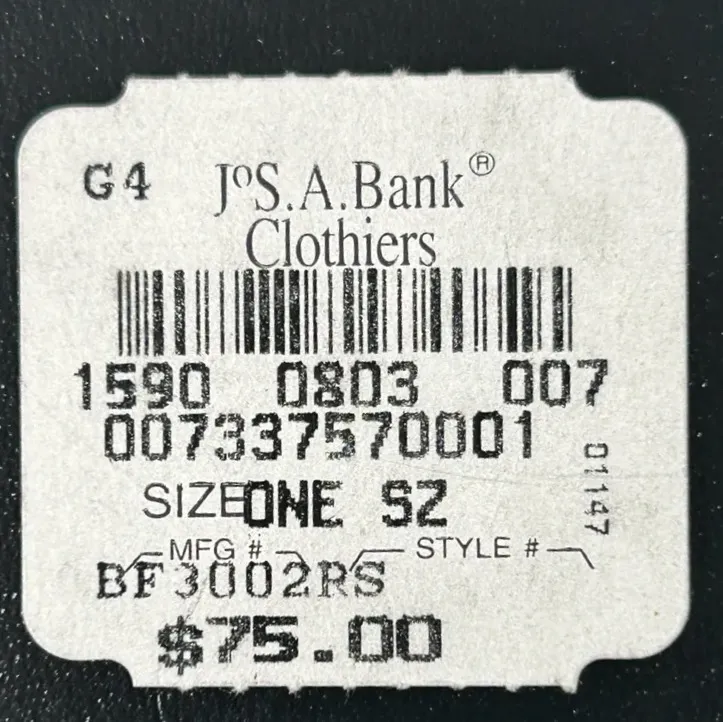 G4 JoS.A.Bank®
Clothiers
1590 0803 007
007337570001
01147
SIZE ONE SZ
MFG # STYLE #
BF3002RS
$75.00